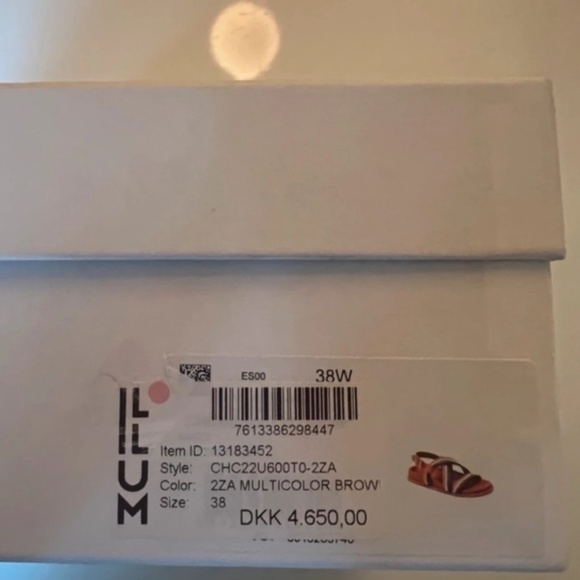 ES00 38W
7613386298447
ILLUM
Item ID: 13183452
Style: CHC22U600T0-2ZA
Color: 2ZA MULTICOLOR BROW
Size: 38
DKK 4.650,00